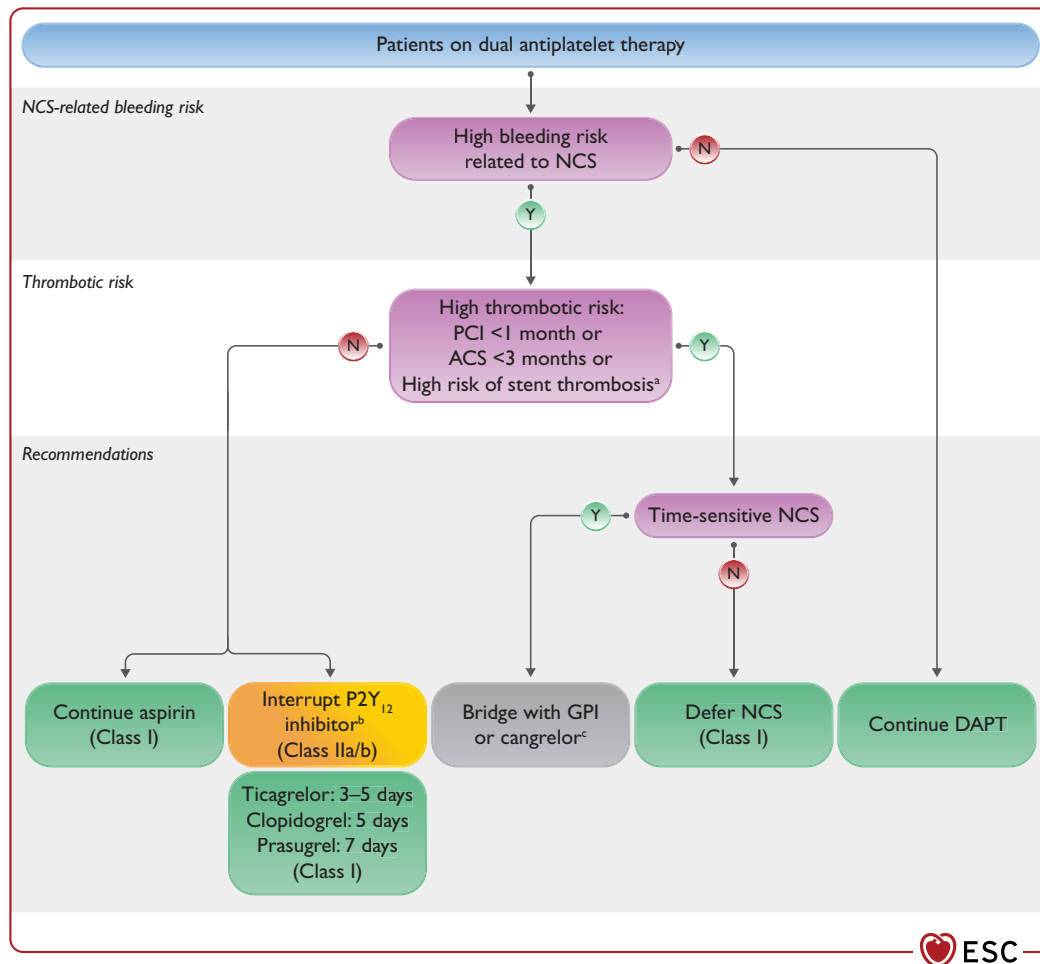 Patients on dual antiplatelet therapy
NCS-related bleeding risk
High bleeding risk
related to NCS
N
Y
Thrombotic risk
High thrombotic risk:
PCI <1 month or
ACS <3 months or
High risk of stent thrombosisᵃ
N
Y
Recommendations
Time-sensitive NCS
Y
N
Continue aspirin
(Class I)
Interrupt P2Y₁₂
inhibitorᵇ
(Class IIa/b)
Ticagrelor: 3–5 days
Clopidogrel: 5 days
Prasugrel: 7 days
(Class I)
Bridge with GPI
or cangrelorᶜ
Defer NCS
(Class I)
Continue DAPT
ESC